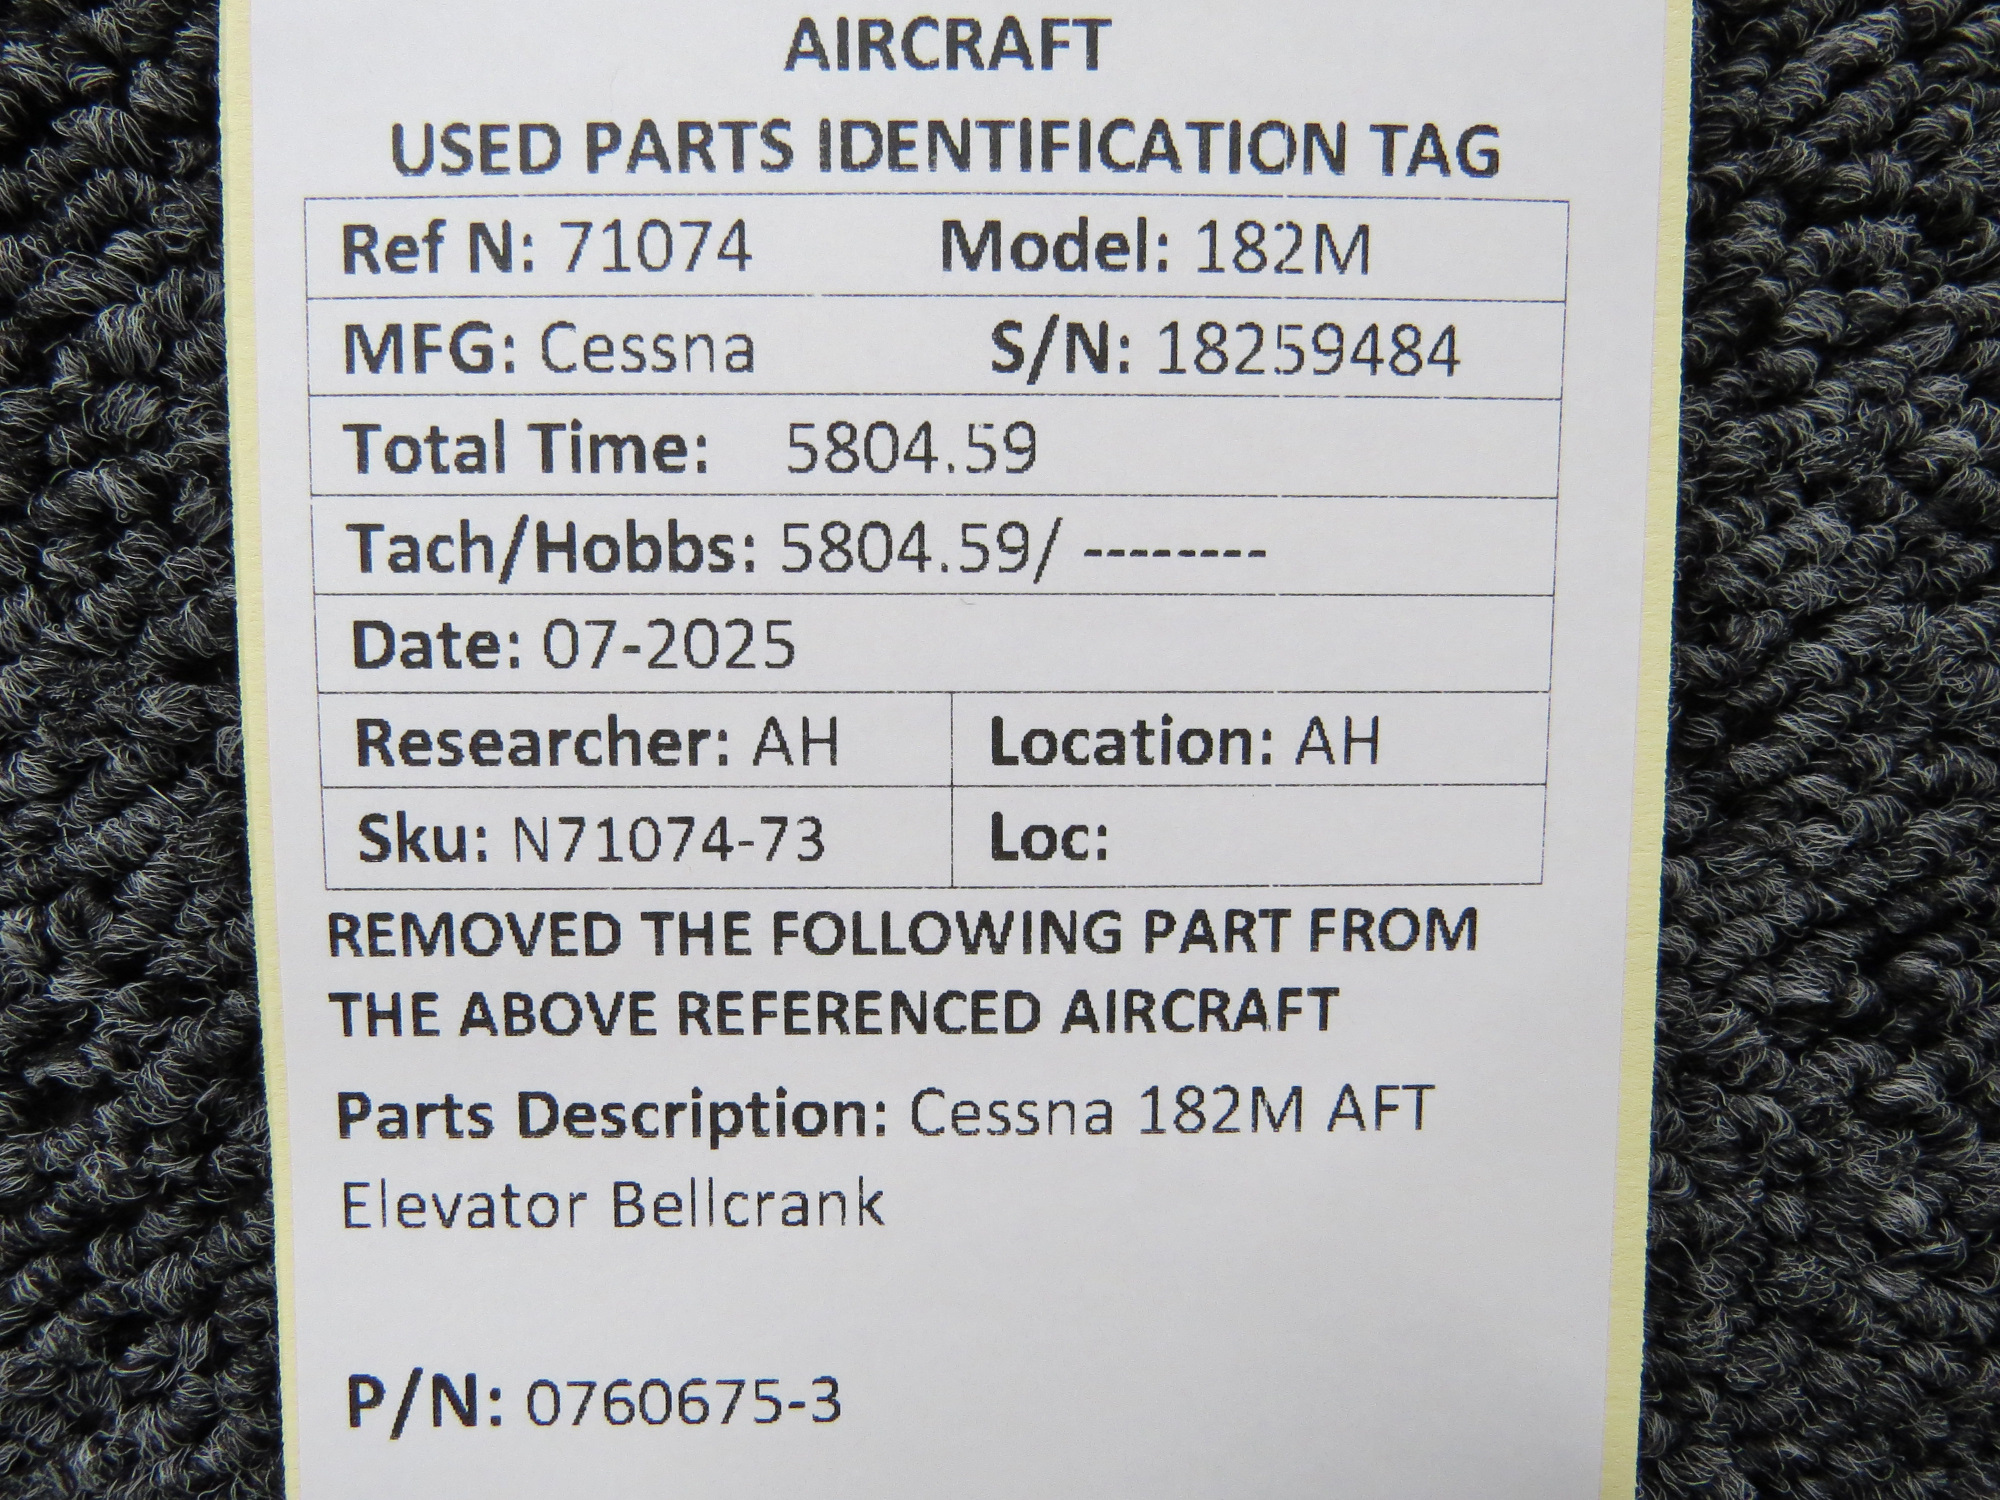 AIRCRAFT
USED PARTS IDENTIFICATION TAG
Ref N: 71074 Model: 182M
MFG: Cessna S/N: 18259484
Total Time: 5804.59
Tach/Hobbs: 5804.59/ --------
Date: 07-2025
Researcher: AH Location: AH
Sku: N71074-73 Loc:
REMOVED THE FOLLOWING PART FROM
THE ABOVE REFERENCED AIRCRAFT
Parts Description: Cessna 182M AFT
Elevator Bellcrank
P/N: 0760675-3